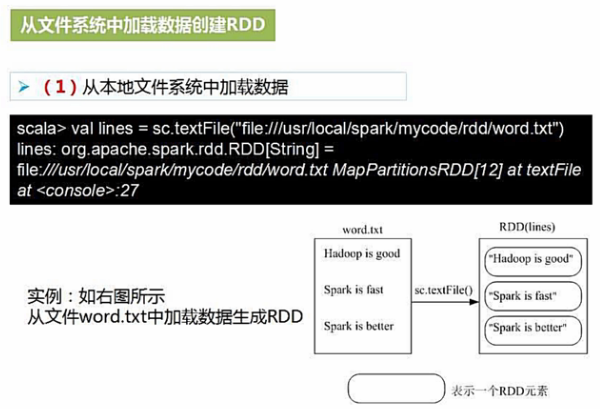 从文件系统中加载数据创建RDD
（1）从本地文件系统中加载数据
scala> val lines = sc.textFile("file:///usr/local/spark/mycode/rdd/word.txt")
lines: org.apache.spark.rdd.RDD[String] =
file:///usr/local/spark/mycode/rdd/word.txt MapPartitionsRDD[12] at textFile
at <console>:27
实例：如右图所示
从文件word.txt中加载数据生成RDD
word.txt
Hadoop is good
Spark is fast
Spark is better
sc.textFile()
RDD(lines)
"Hadoop is good"
"Spark is fast"
"Spark is better"
表示一个RDD元素